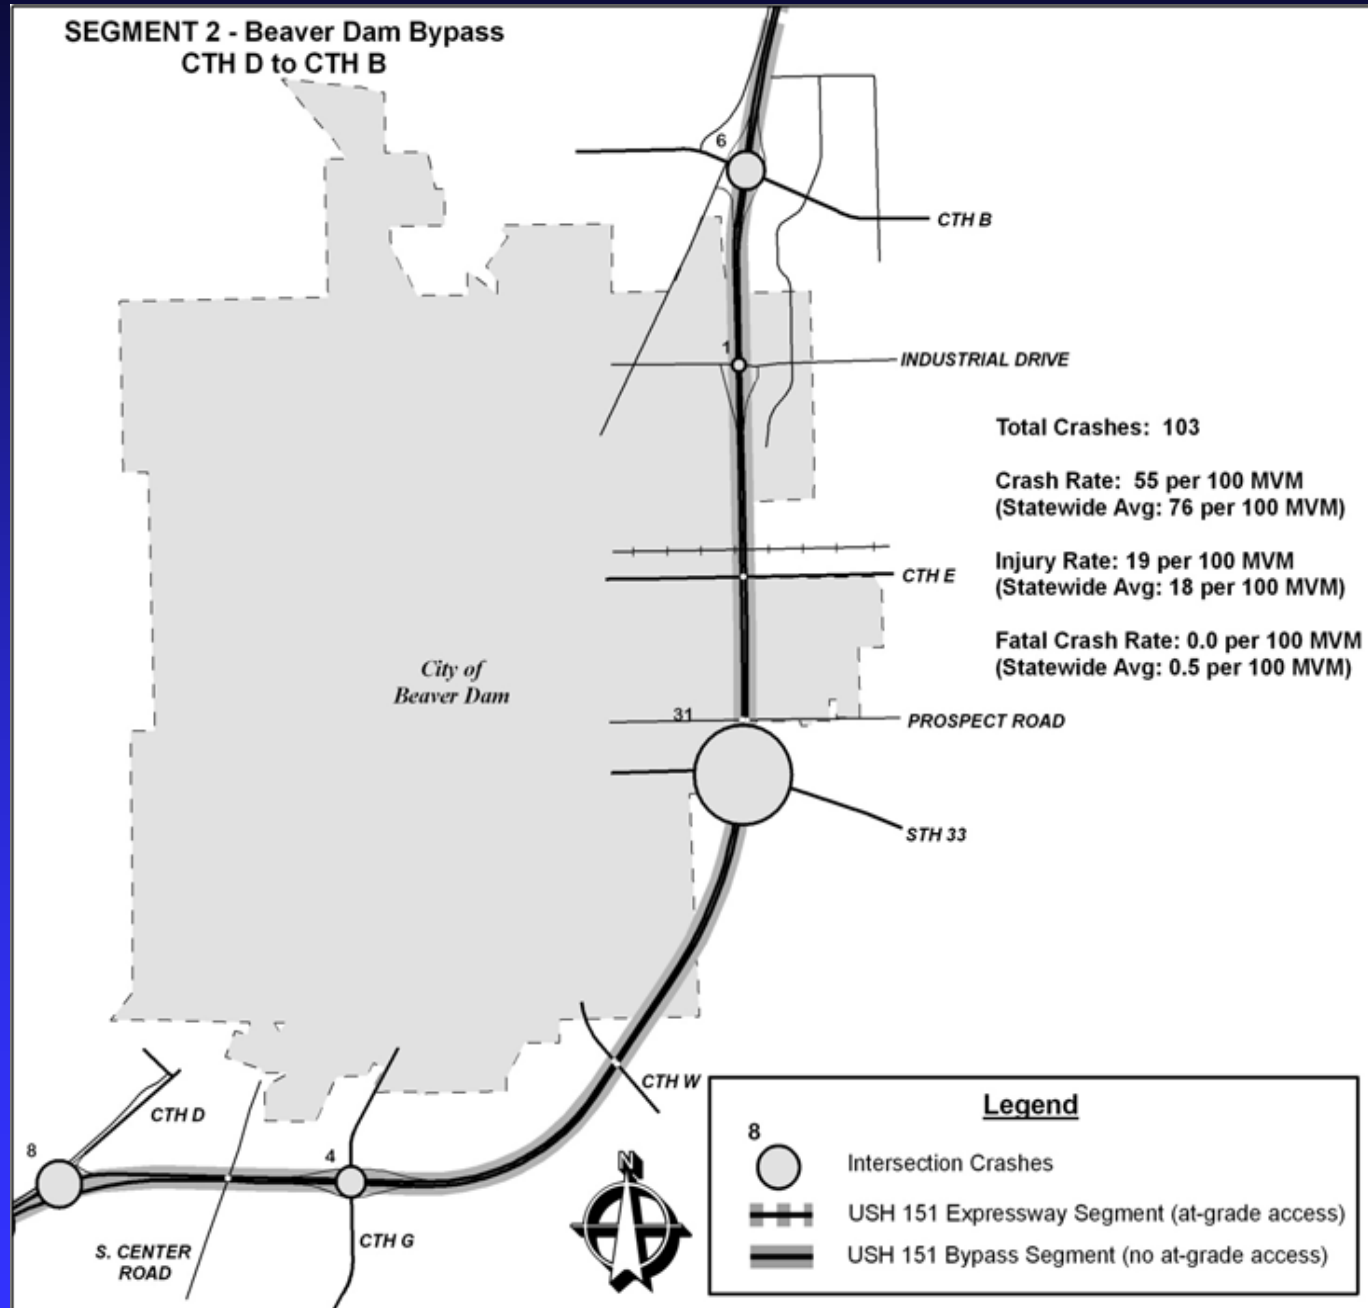 SEGMENT 2 - Beaver Dam Bypass
CTH D to CTH B
6
CTH B
1
INDUSTRIAL DRIVE
Total Crashes: 103
Crash Rate: 55 per 100 MVM
(Statewide Avg: 76 per 100 MVM)
CTH E
Injury Rate: 19 per 100 MVM
(Statewide Avg: 18 per 100 MVM)
Fatal Crash Rate: 0.0 per 100 MVM
(Statewide Avg: 0.5 per 100 MVM)
City of
Beaver Dam
31
PROSPECT ROAD
STH 33
CTH W
CTH D
8
4
CTH G
S. CENTER
ROAD
N
Legend
8
Intersection Crashes
USH 151 Expressway Segment (at-grade access)
USH 151 Bypass Segment (no at-grade access)